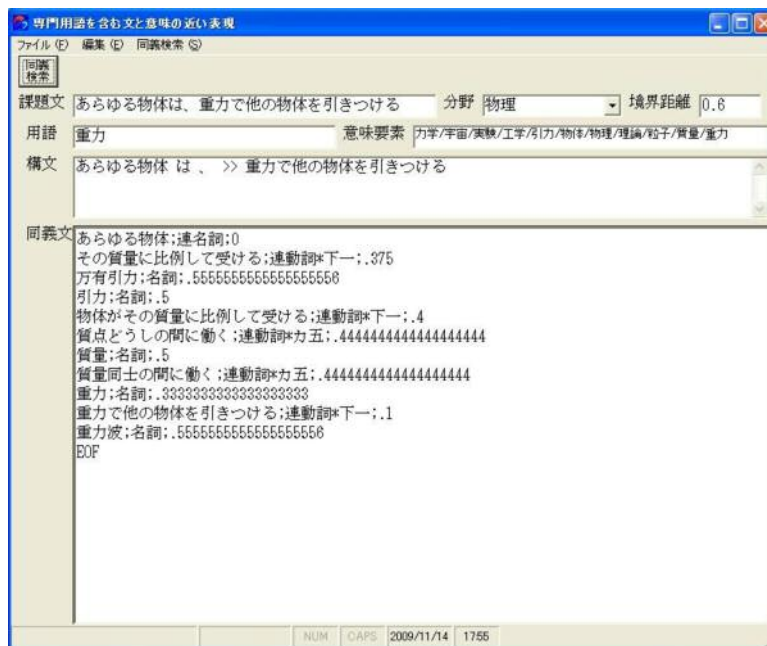 専門用語を含む文と意味の近い表現
ファイル(F) 編集(E) 同義検索(S)
同義
検索
課題文 あらゆる物体は、重力で他の物体を引きつける 分野 物理 境界距離 0.6
用語 重力 意味要素 力学/宇宙/実験/工学/引力/物体/物理/理論/粒子/質量/重力
構文 あらゆる物体 は 、 >> 重力で他の物体を引きつける
同義文 あらゆる物体;連名詞;0
その質量に比例して受ける;連動詞*下一;.375
万有引力;名詞;.5555555555555555556
引力;名詞;.5
物体がその質量に比例して受ける;連動詞*下一;.4
質点どうしの間に働く;連動詞*カ五;.4444444444444444444
質量;名詞;.5
質量同士の間に働く;連動詞*カ五;.4444444444444444444
重力;名詞;.3333333333333333333
重力で他の物体を引きつける;連動詞*下一;.1
重力波;名詞;.5555555555555555556
EOF
NUM CAPS 2009/11/14 17:55